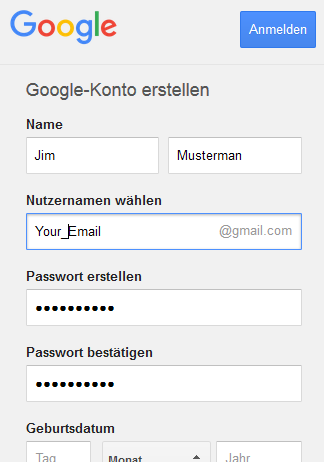 Google
Anmelden
Google-Konto erstellen
Name
Jim Musterman
Nutzernamen wählen
Your_Email @gmail.com
Passwort erstellen
●●●●●●●●●●
Passwort bestätigen
●●●●●●●●●●
Geburtsdatum
Tag Monat Jahr